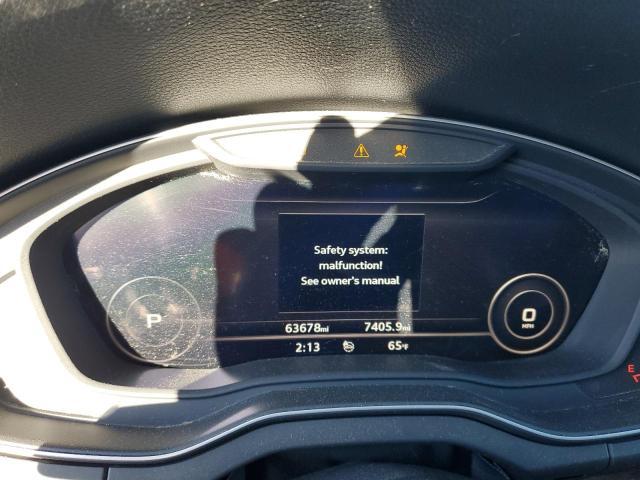 Safety system:
malfunction!
See owner's manual
P
0
MPH
63678mi 7405.9mi
2:13 65°F
E